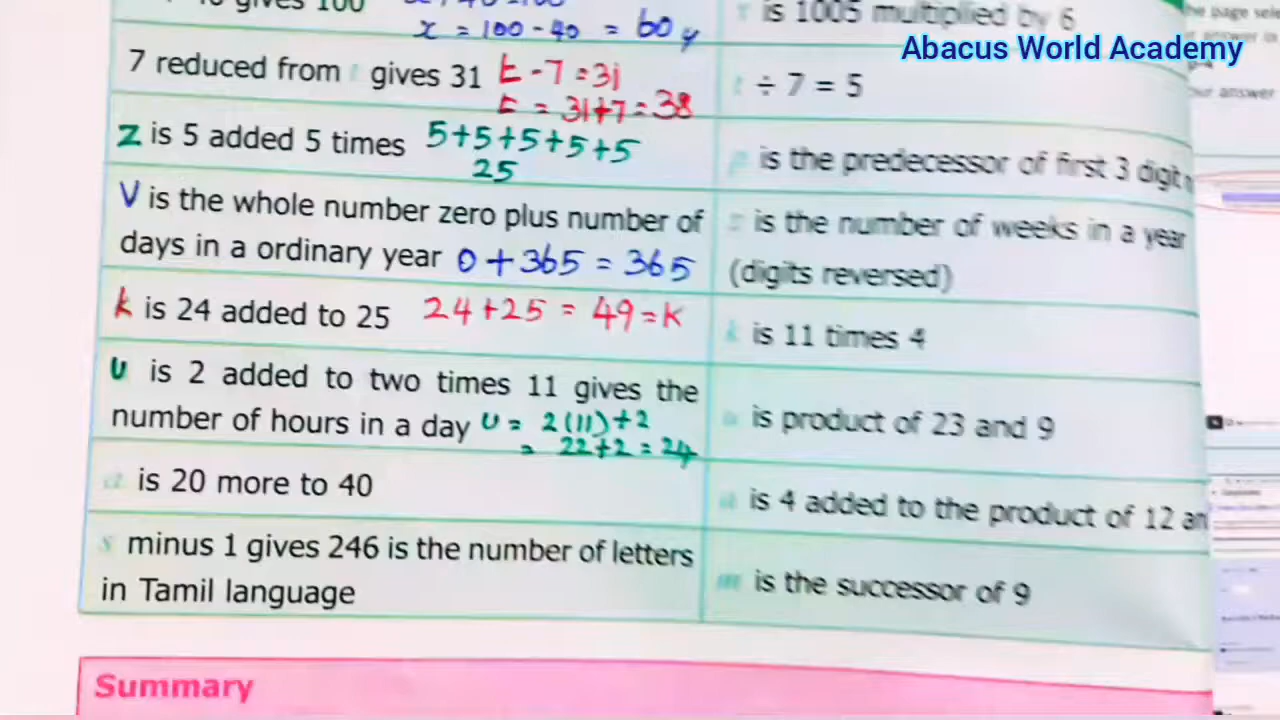 gives 100
x = 100 - 40 = 60
7 reduced from t gives 31 t - 7 = 31
t = 31+7 = 38
z is 5 added 5 times 5+5+5+5+5
25
V is the whole number zero plus number of
days in a ordinary year 0 + 365 = 365
k is 24 added to 25 24+25 = 49 = K
U is 2 added to two times 11 gives the
number of hours in a day U = 2(11)+2
= 22+2 = 24
a is 20 more to 40
s minus 1 gives 246 is the number of letters
in Tamil language
is 1005 multiplied by 6
Abacus World Academy
t ÷ 7 = 5
p is the predecessor of first 3 digit
is the number of weeks in a year
(digits reversed)
k is 11 times 4
u is product of 23 and 9
a is 4 added to the product of 12
m is the successor of 9
Summary